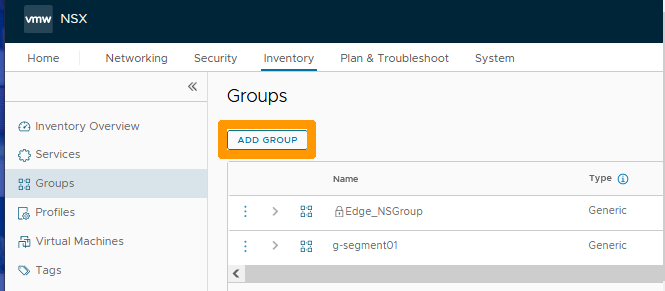 vmw NSX
Home Networking Security Inventory Plan & Troubleshoot System
Groups
ADD GROUP
Inventory Overview
Services
Groups
Profiles
Virtual Machines
Tags
Name Type
Edge_NSGroup Generic
g-segment01 Generic